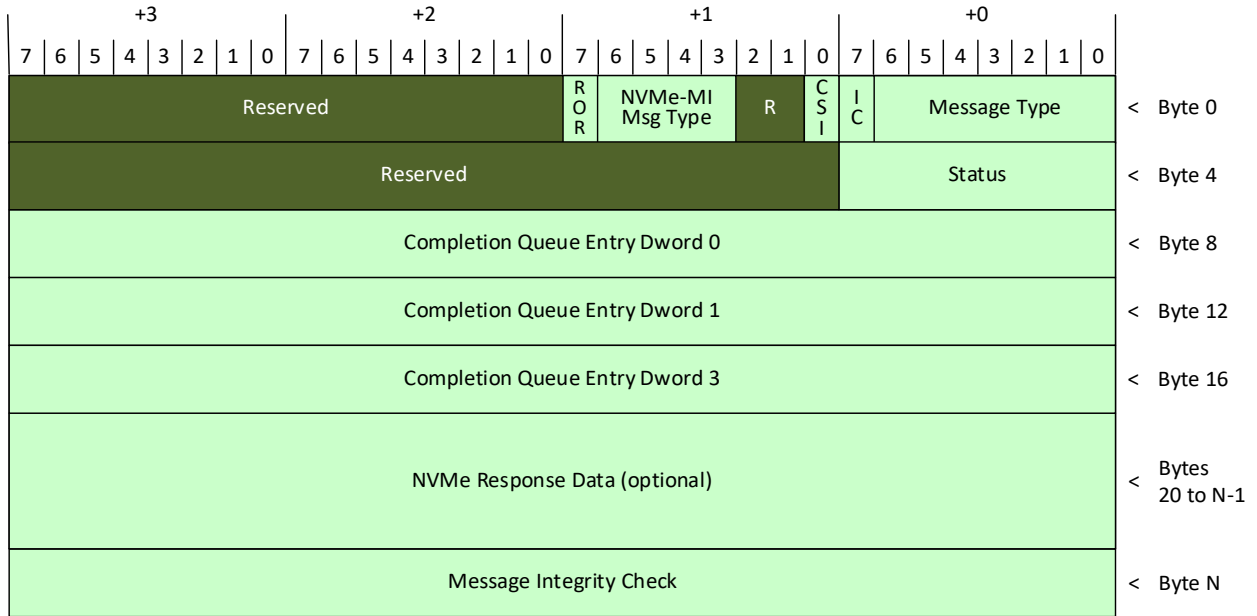 +3 +2 +1 +0
7 6 5 4 3 2 1 0 7 6 5 4 3 2 1 0 7 6 5 4 3 2 1 0 7 6 5 4 3 2 1 0
Reserved
ROR
NVMe-MI
Msg Type
R
CSI
IC
Message Type
< Byte 0
Reserved
Status
< Byte 4
Completion Queue Entry Dword 0
< Byte 8
Completion Queue Entry Dword 1
< Byte 12
Completion Queue Entry Dword 3
< Byte 16
NVMe Response Data (optional)
< Bytes
20 to N-1
Message Integrity Check
< Byte N